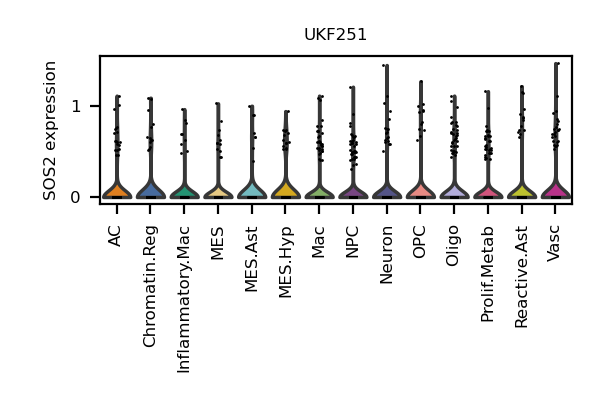 UKF251
SOS2 expression
1
0
AC
Chromatin.Reg
Inflammatory.Mac
MES
MES.Ast
MES.Hyp
Mac
NPC
Neuron
OPC
Oligo
Prolif.Metab
Reactive.Ast
Vasc